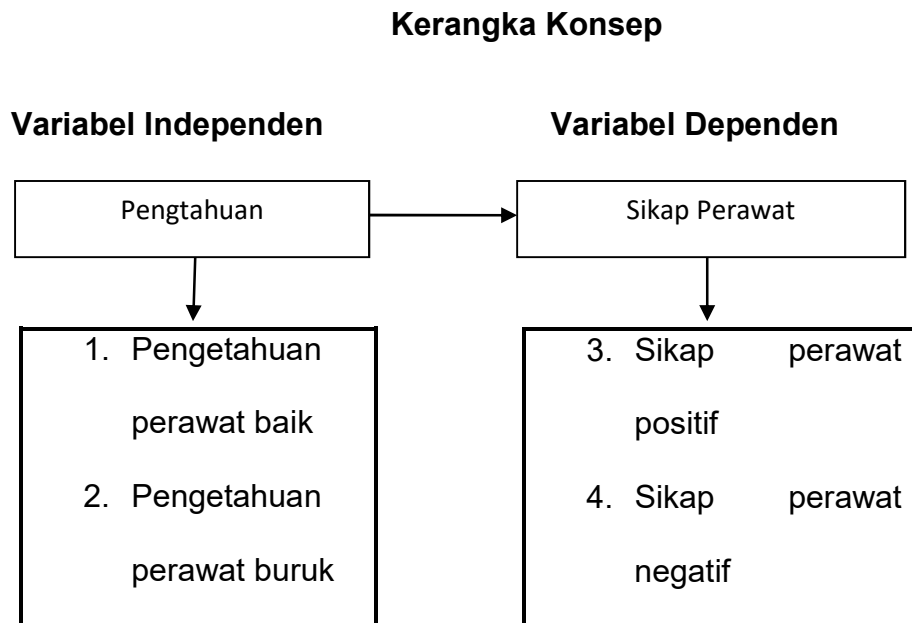 Kerangka Konsep
Variabel Independen
Variabel Dependen
Pengtahuan
Sikap Perawat
1. Pengetahuan
perawat baik
2. Pengetahuan
perawat buruk
3. Sikap perawat
positif
4. Sikap perawat
negatif